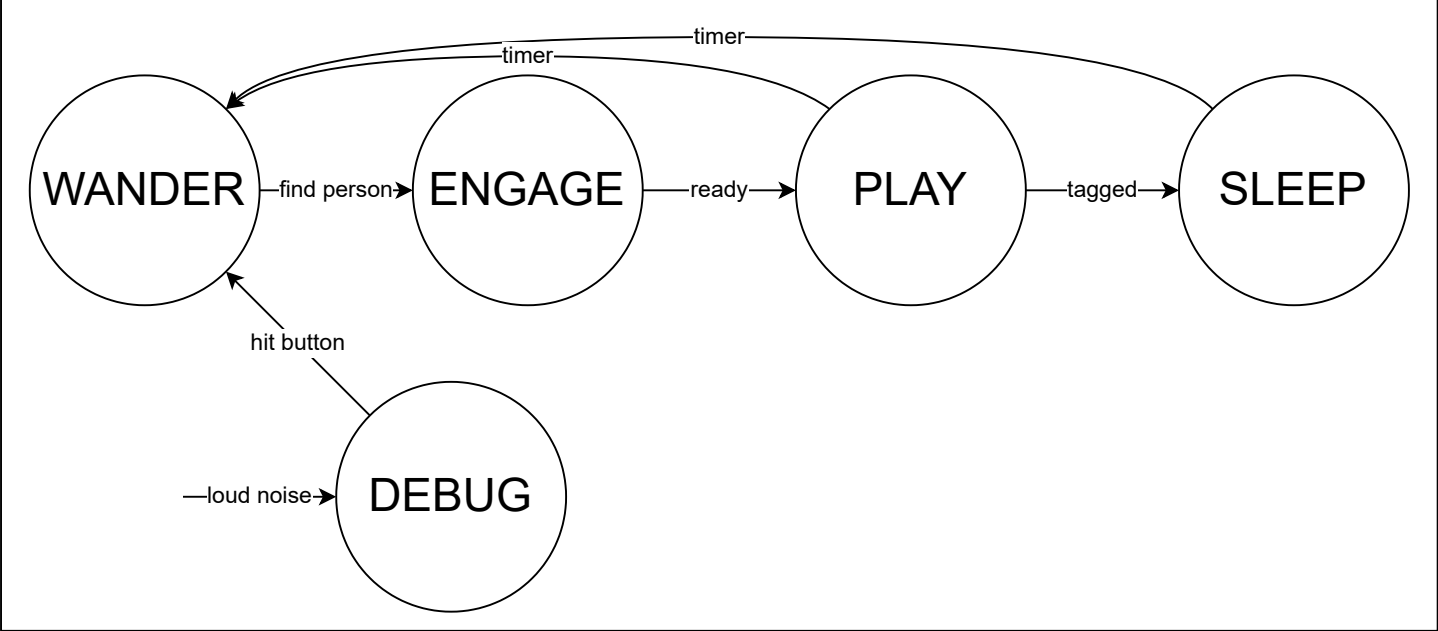 timer
timer
WANDER
find person
ENGAGE
ready
PLAY
tagged
SLEEP
hit button
loud noise
DEBUG